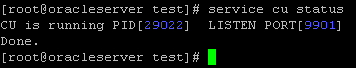 [root@oracleserver test]# service cu status
CU is running PID[29022]  LISTEN PORT[9901]
Done.
[root@oracleserver test]#